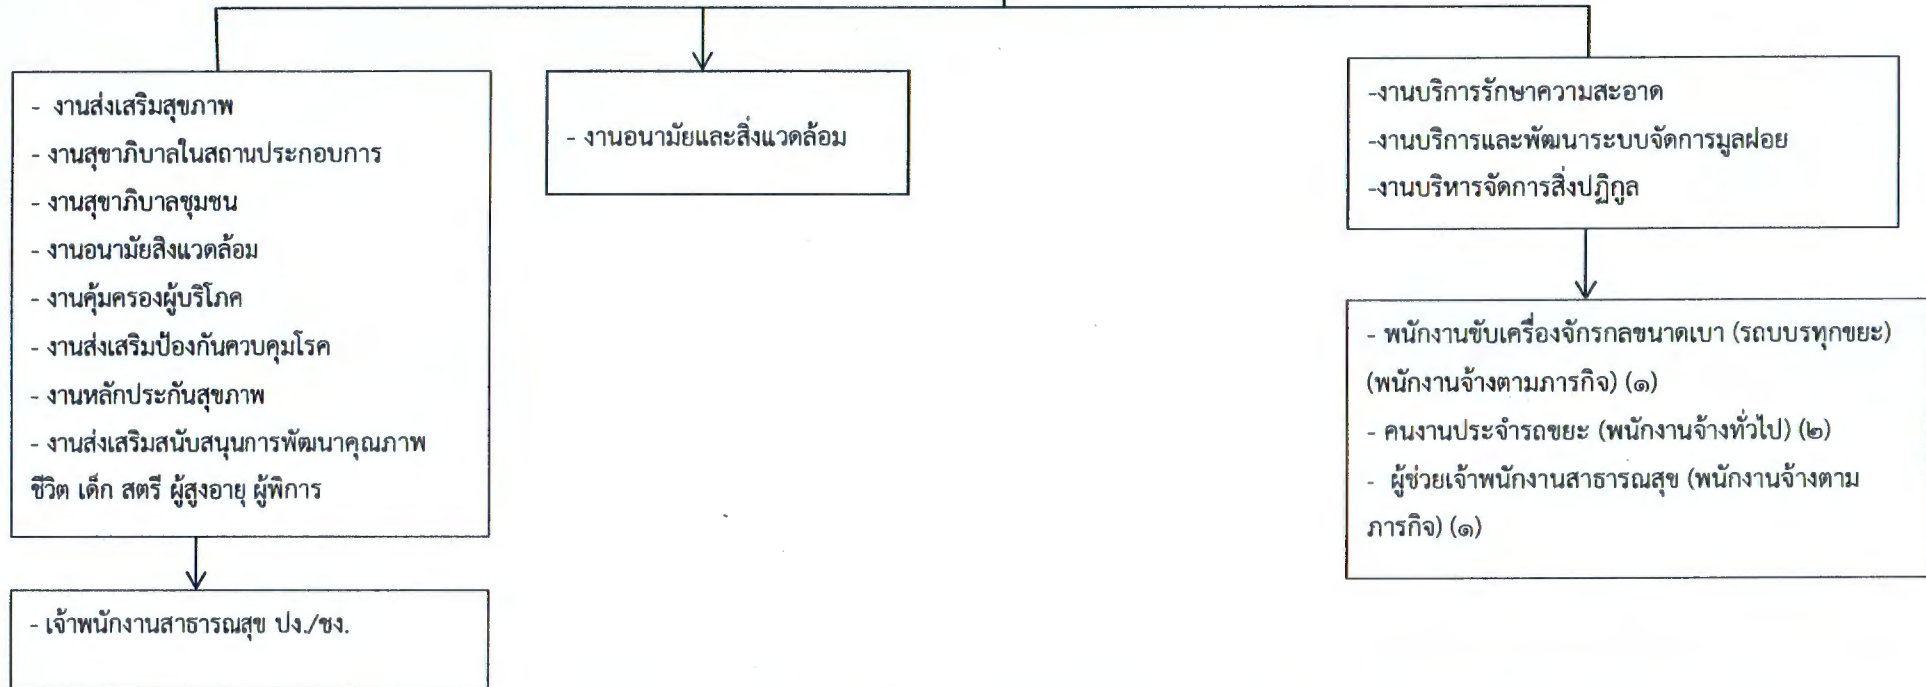 - งานส่งเสริมสุขภาพ
- งานสุขาภิบาลในสถานประกอบการ
- งานสุขาภิบาลชุมชน
- งานอนามัยสิงแวดล้อม
- งานคุ้มครองผู้บริโภค
- งานส่งเสริมป้องกันควบคุมโรค
- งานหลักประกันสุขภาพ
- งานส่งเสริมสนับสนุนการพัฒนาคุณภาพ
ชีวิต เด็ก สตรี ผู้สูงอายุ ผู้พิการ
- เจ้าพนักงานสาธารณสุข ปง./ชง.
- งานอนามัยและสิ่งแวดล้อม
-งานบริการรักษาความสะอาด
-งานบริการและพัฒนาระบบจัดการมูลฝอย
-งานบริหารจัดการสิ่งปฏิกูล
- พนักงานขับเครื่องจักรกลขนาดเบา (รถบบรทุกขยะ)
(พนักงานจ้างตามภารกิจ) (๑)
- คนงานประจำรถขยะ (พนักงานจ้างทั่วไป) (๒)
- ผู้ช่วยเจ้าพนักงานสาธารณสุข (พนักงานจ้างตาม
ภารกิจ) (๑)